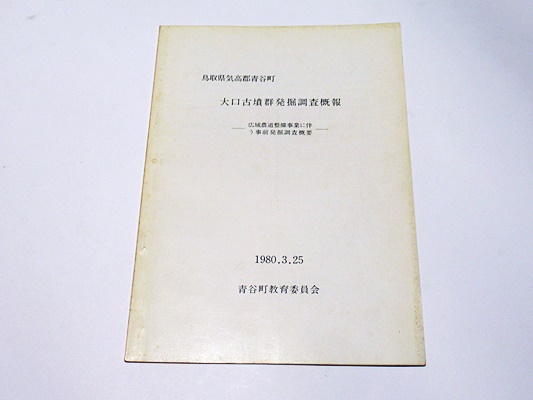 鳥取県気高郡青谷町
大口古墳群発掘調査概報
広域農道整備事業に伴
う事前発掘調査概要
1980.3.25
青谷町教育委員会